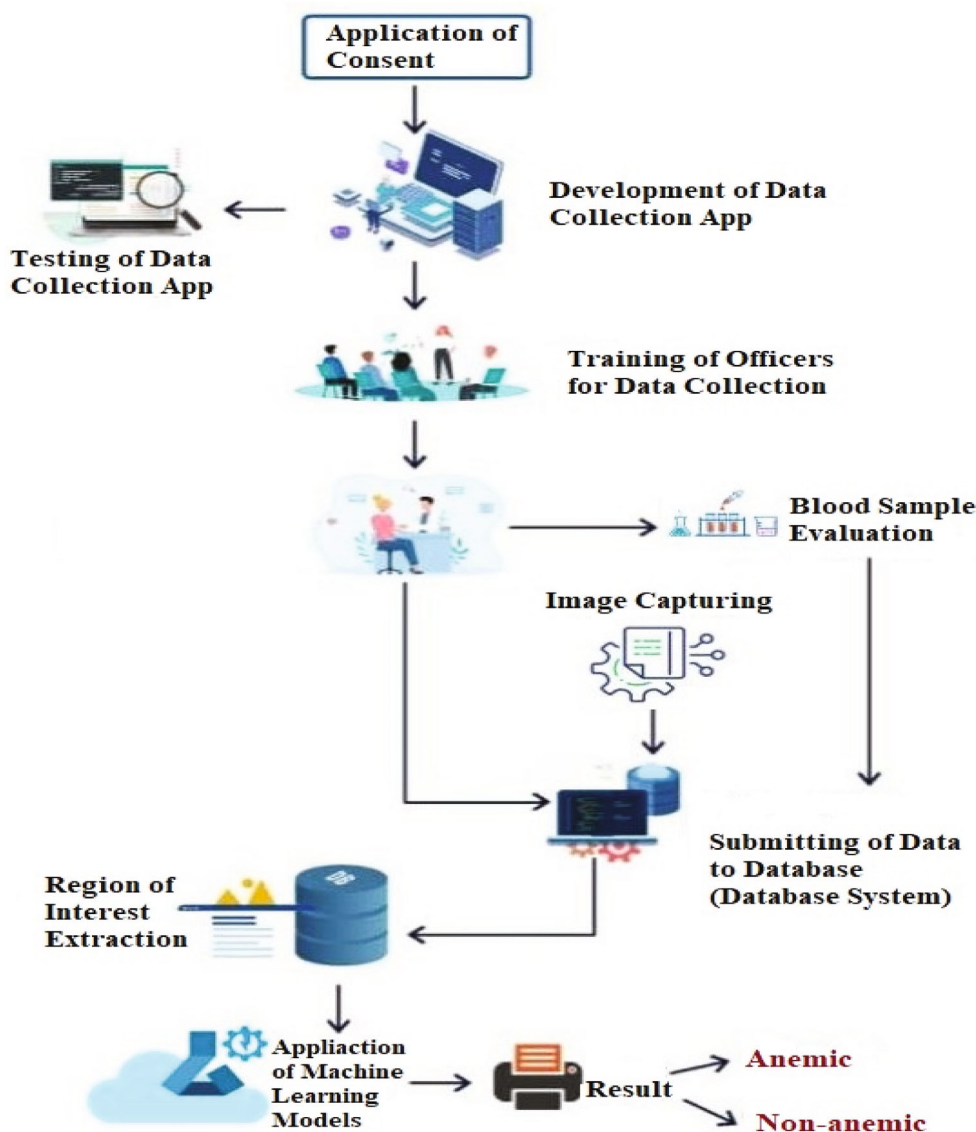 Application of
Consent
Development of Data
Collection App
Testing of Data
Collection App
Training of Officers
for Data Collection
Blood Sample
Evaluation
Image Capturing
Submitting of Data
to Database
(Database System)
Region of
Interest
Extraction
Appliaction
of Machine
Learning
Models
Result
Anemic
Non-anemic